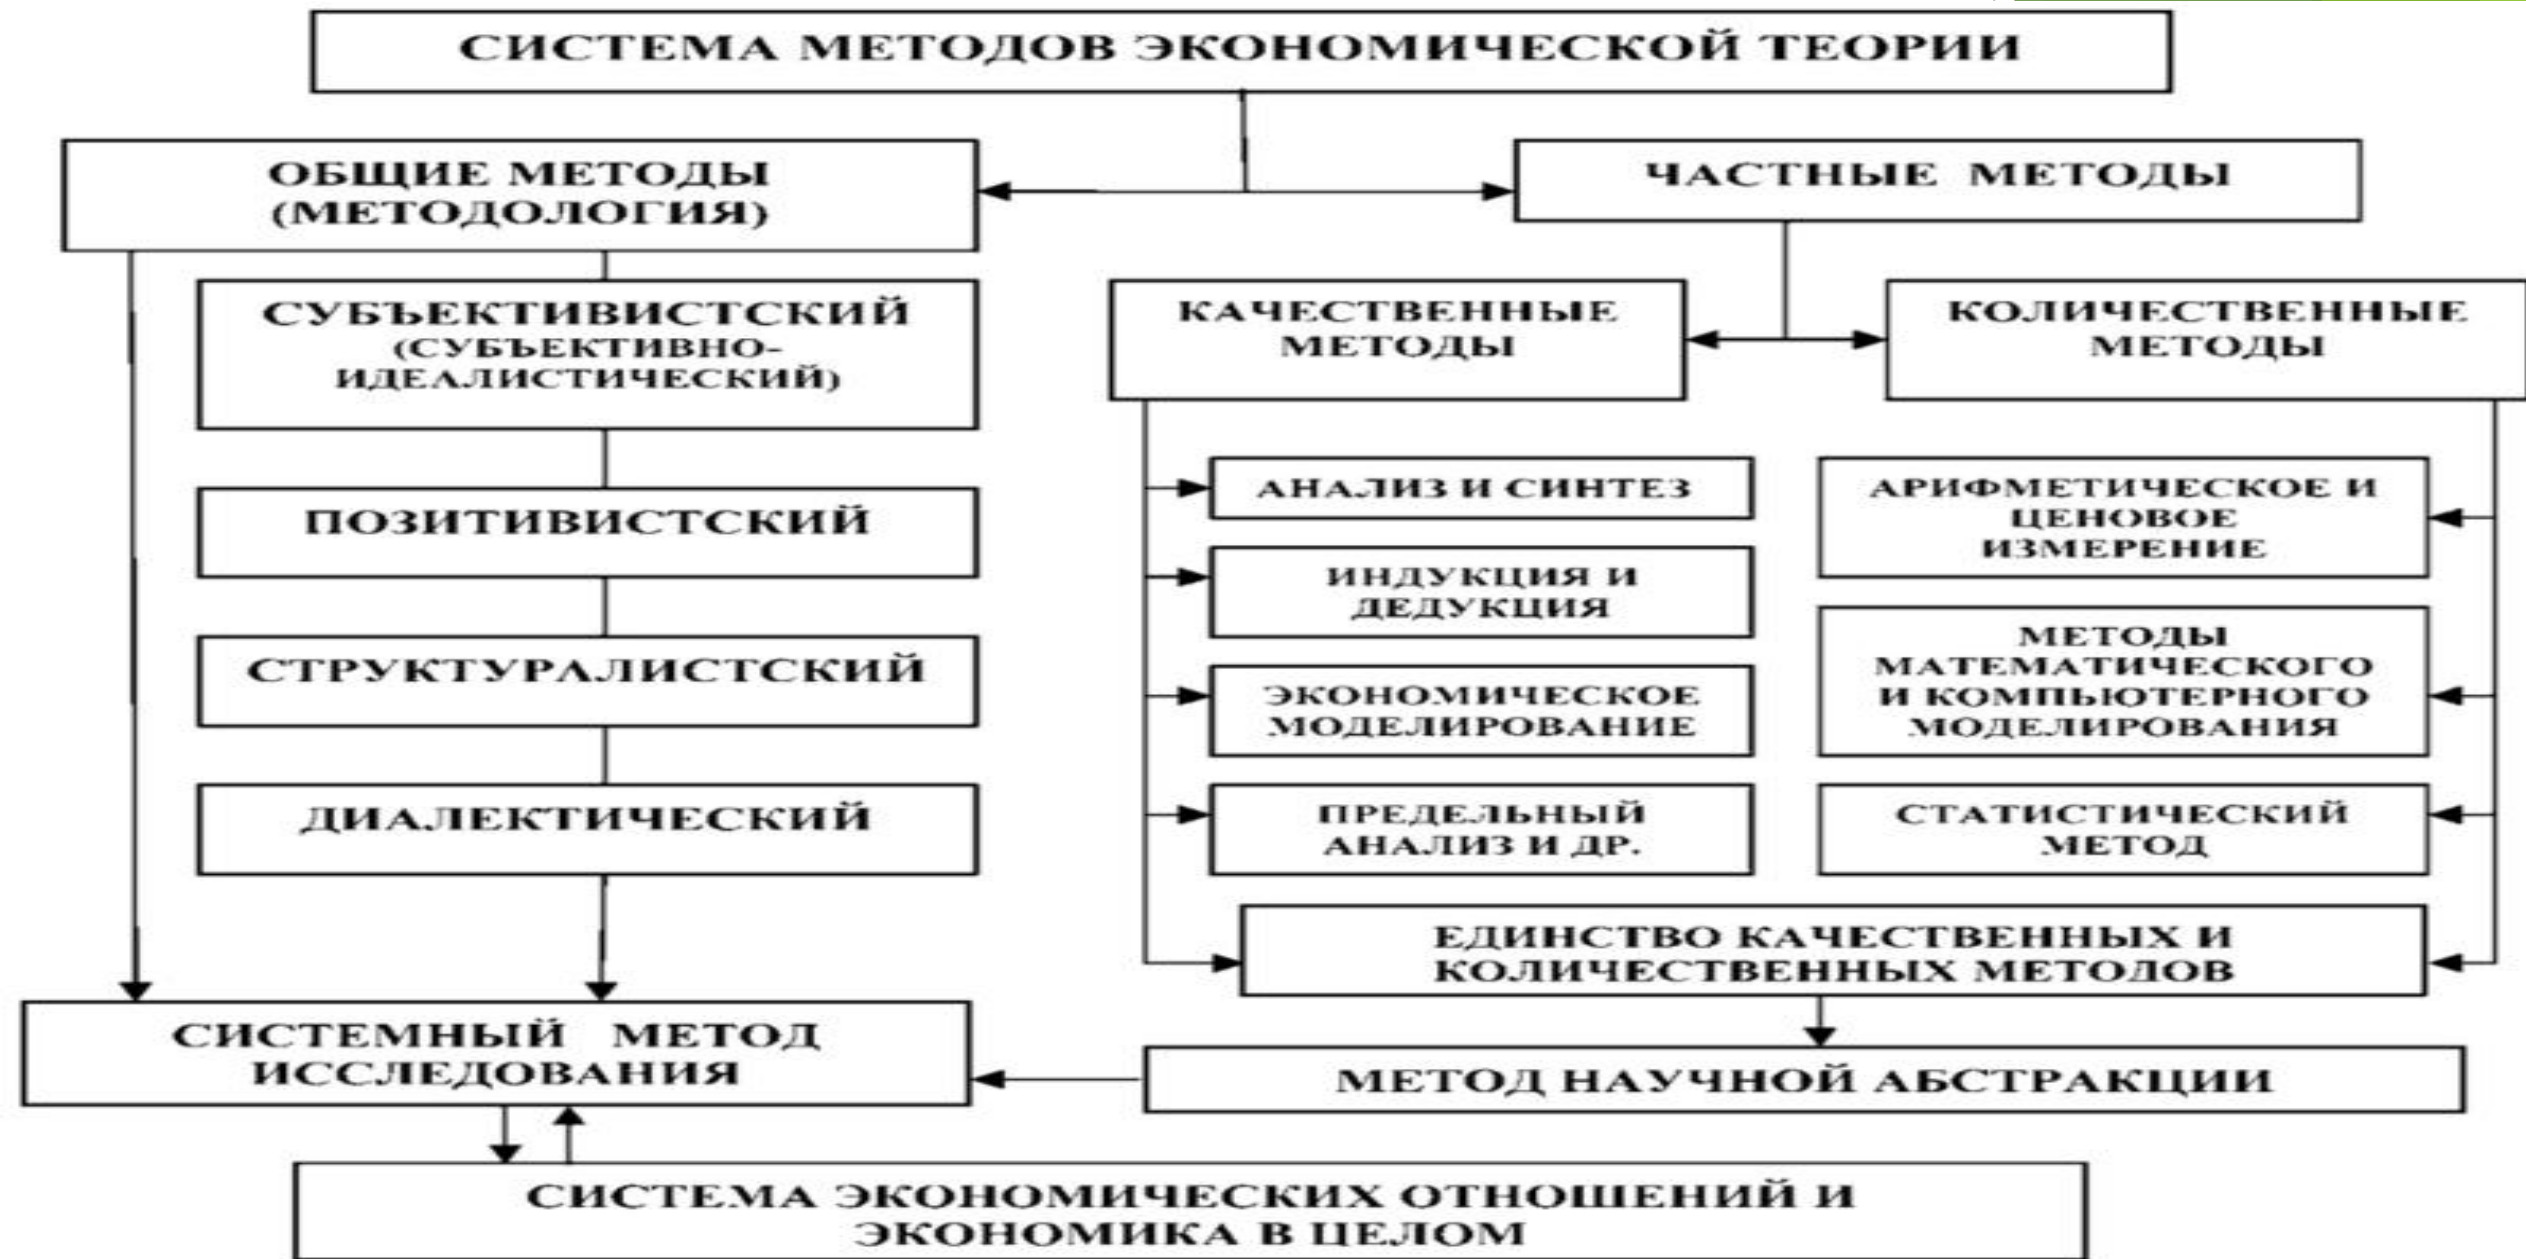 СИСТЕМА МЕТОДОВ ЭКОНОМИЧЕСКОЙ ТЕОРИИ
ОБЩИЕ МЕТОДЫ
(МЕТОДОЛОГИЯ)
ЧАСТНЫЕ МЕТОДЫ
СУБЪЕКТИВИСТСКИЙ
(СУБЪЕКТИВНО-
ИДЕАЛИСТИЧЕСКИЙ)
ПОЗИТИВИСТСКИЙ
СТРУКТУРАЛИСТСКИЙ
ДИАЛЕКТИЧЕСКИЙ
КАЧЕСТВЕННЫЕ
МЕТОДЫ
АНАЛИЗ И СИНТЕЗ
ИНДУКЦИЯ И
ДЕДУКЦИЯ
ЭКОНОМИЧЕСКОЕ
МОДЕЛИРОВАНИЕ
ПРЕДЕЛЬНЫЙ
АНАЛИЗ И ДР.
КОЛИЧЕСТВЕННЫЕ
МЕТОДЫ
АРИФМЕТИЧЕСКОЕ И
ЦЕНОВОЕ
ИЗМЕРЕНИЕ
МЕТОДЫ
МАТЕМАТИЧЕСКОГО
И КОМПЬЮТЕРНОГО
МОДЕЛИРОВАНИЯ
СТАТИСТИЧЕСКИЙ
МЕТОД
ЕДИНСТВО КАЧЕСТВЕННЫХ И
КОЛИЧЕСТВЕННЫХ МЕТОДОВ
СИСТЕМНЫЙ МЕТОД
ИССЛЕДОВАНИЯ
МЕТОД НАУЧНОЙ АБСТРАКЦИИ
СИСТЕМА ЭКОНОМИЧЕСКИХ ОТНОШЕНИЙ И
ЭКОНОМИКА В ЦЕЛОМ